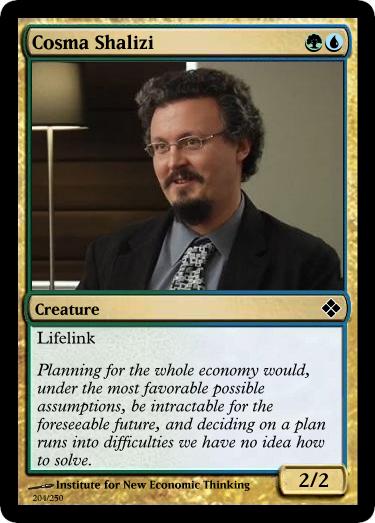 Cosma Shalizi
Creature
Lifelink
Planning for the whole economy would,
under the most favorable possible
assumptions, be intractable for the
foreseeable future, and deciding on a plan
runs into difficulties we have no idea how
to solve.
2/2
Institute for New Economic Thinking
204/250